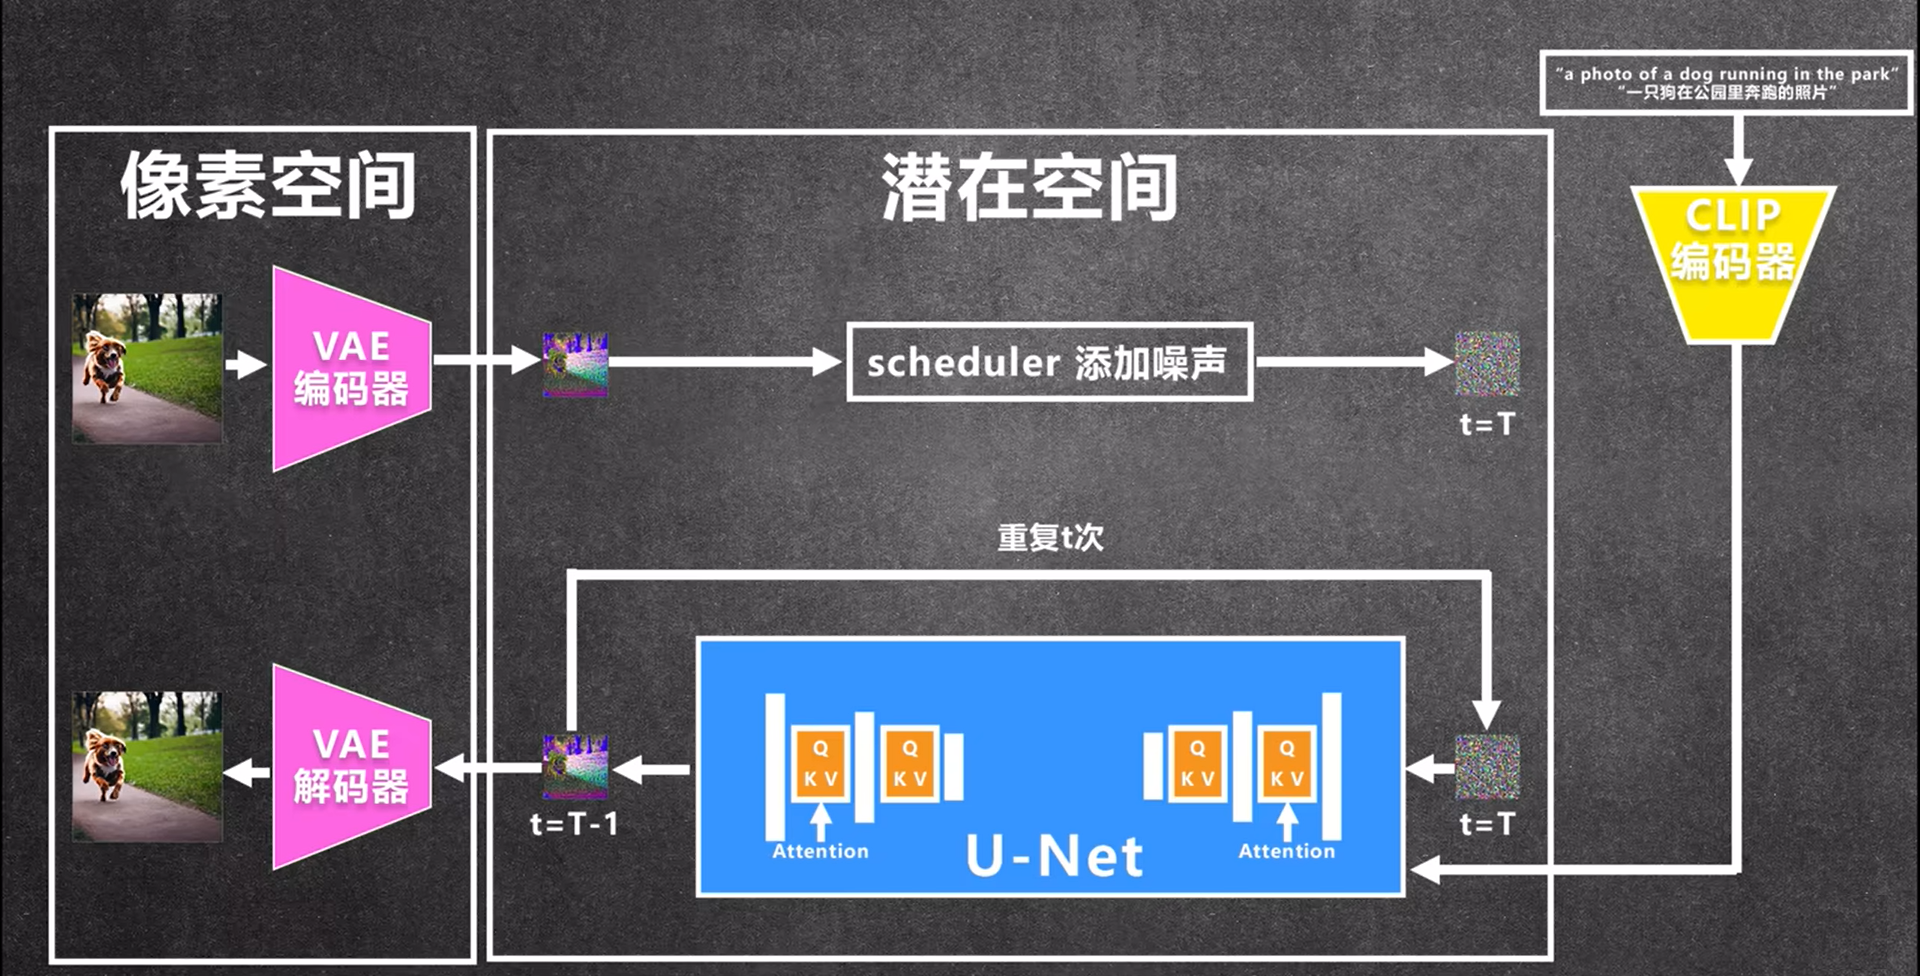 "a photo of a dog running in the park"
"一只狗在公园里奔跑的照片"
像素空间
潜在空间
CLIP
编码器
VAE
编码器
scheduler 添加噪声
t=T
重复t次
VAE
解码器
t=T-1
Q
K V
Q
K V
Attention
Q
K V
Q
K V
Attention
U-Net
t=T